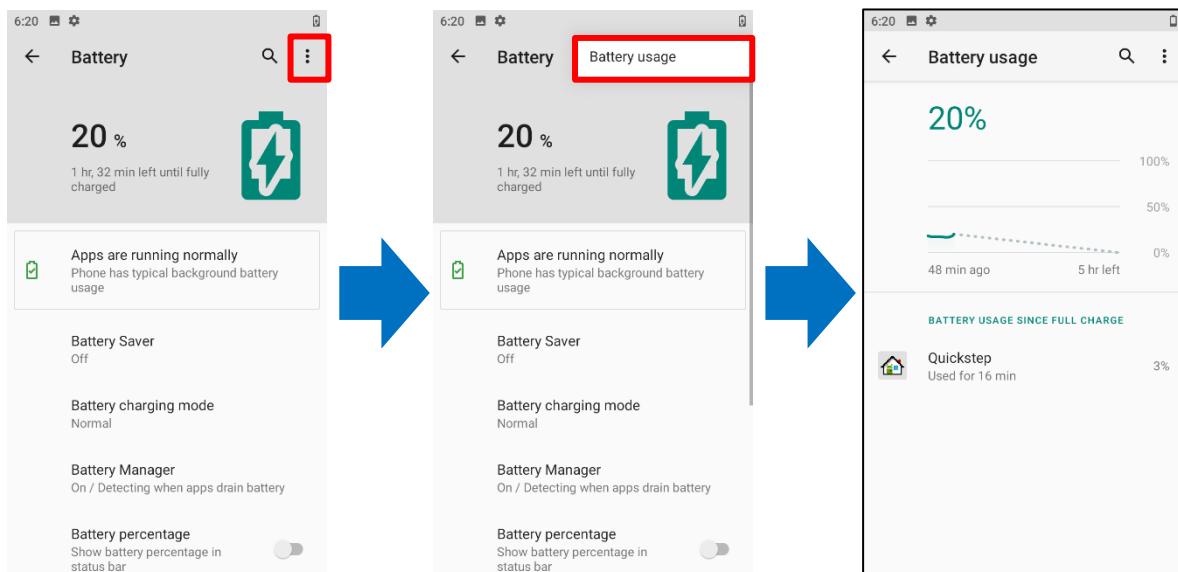 6:20
Battery
20 %
1 hr, 32 min left until fully
charged
Apps are running normally
Phone has typical background battery
usage
Battery Saver
Off
Battery charging mode
Normal
Battery Manager
On / Detecting when apps drain battery
Battery percentage
Show battery percentage in
status bar
6:20
Battery
Battery usage
20 %
1 hr, 32 min left until fully
charged
Apps are running normally
Phone has typical background battery
usage
Battery Saver
Off
Battery charging mode
Normal
Battery Manager
On / Detecting when apps drain battery
Battery percentage
Show battery percentage in
status bar
6:20
Battery usage
20%
100%
50%
0%
48 min ago 5 hr left
BATTERY USAGE SINCE FULL CHARGE
Quickstep
Used for 16 min
3%